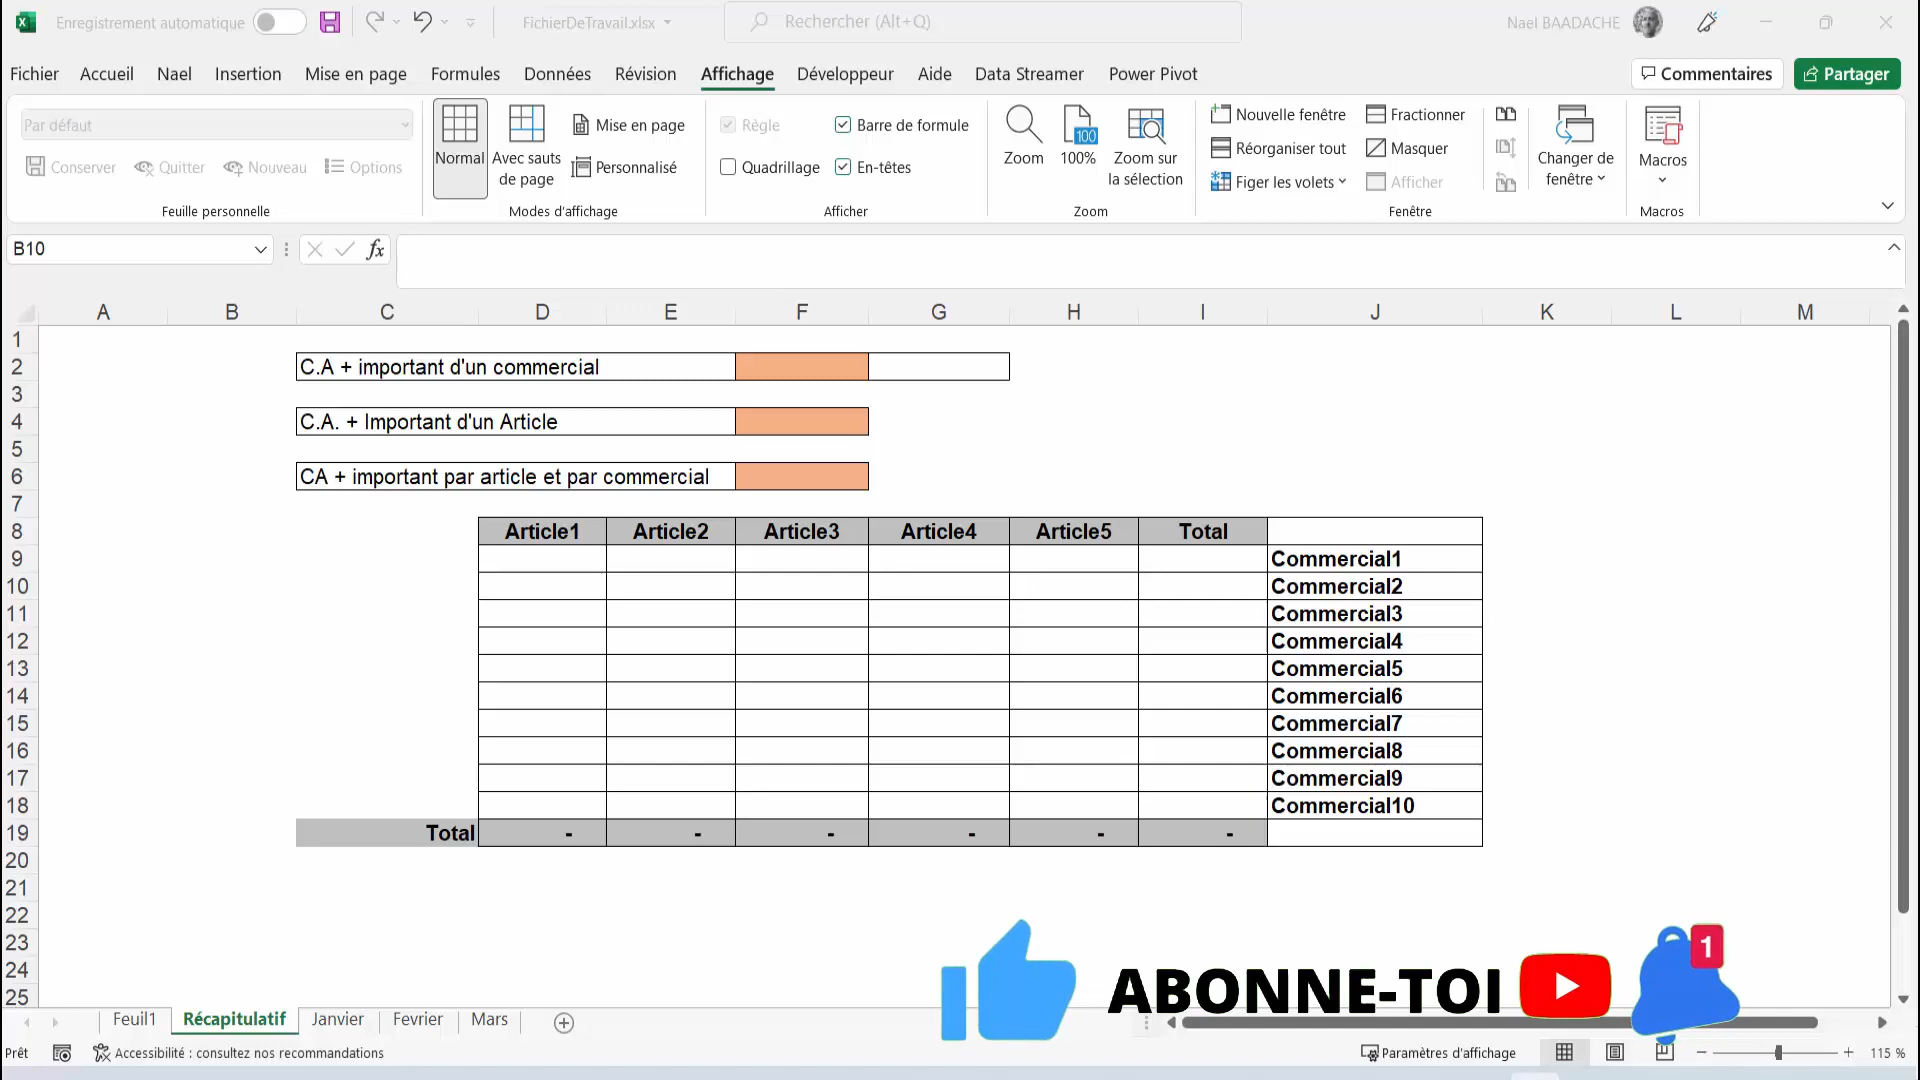 Enregistrement automatique FichierDeTravail.xlsx Rechercher (Alt+Q) Nael BAADACHE
Fichier Accueil Nael Insertion Mise en page Formules Données Révision Affichage Développeur Aide Data Streamer Power Pivot Commentaires Partager
Par défaut
Conserver Quitter Nouveau Options
Feuille personnelle
Normal
Avec sauts
de page
Mise en page
Personnalisé
Modes d'affichage
Règle Barre de formule
Quadrillage En-têtes
Afficher
Zoom
100
100%
Zoom sur
la sélection
Zoom
Nouvelle fenêtre Fractionner
Réorganiser tout Masquer
Figer les volets Afficher
Changer de
fenêtre
Fenêtre
Macros
Macros
B10 fx
A B C D E F G H I J K L M
1
2 C.A + important d'un commercial
3
4 C.A. + Important d'un Article
5
6 CA + important par article et par commercial
7
8 Article1 Article2 Article3 Article4 Article5 Total
9 Commercial1
10 Commercial2
11 Commercial3
12 Commercial4
13 Commercial5
14 Commercial6
15 Commercial7
16 Commercial8
17 Commercial9
18 Commercial10
19 Total - - - - - -
20
21
22
23
24
25
ABONNE-TOI 1
Feuil1 Récapitulatif Janvier Fevrier Mars
Prêt Accessibilité : consultez nos recommandations Paramètres d'affichage 115 %